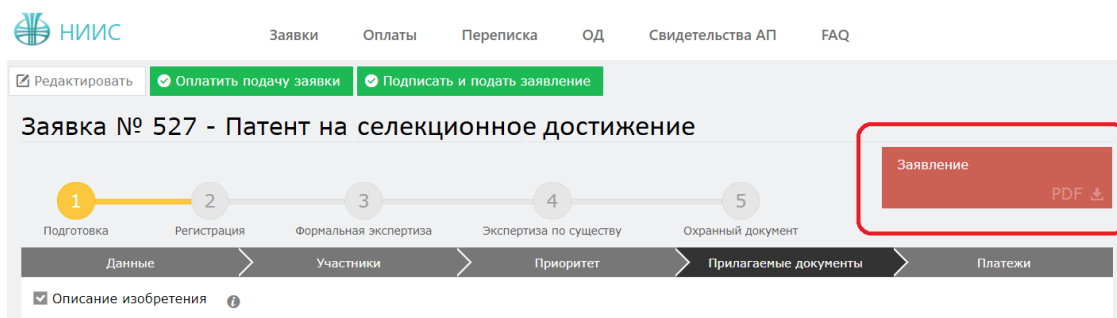 НИИС
Заявки Оплаты Переписка ОД Свидетельства АП FAQ
Редактировать Оплатить подачу заявки Подписать и подать заявление
Заявка № 527 - Патент на селекционное достижение
Заявление
PDF
1 2 3 4 5
Подготовка Регистрация Формальная экспертиза Экспертиза по существу Охранный документ
Данные Участники Приоритет Прилагаемые документы Платежи
Описание изобретения i